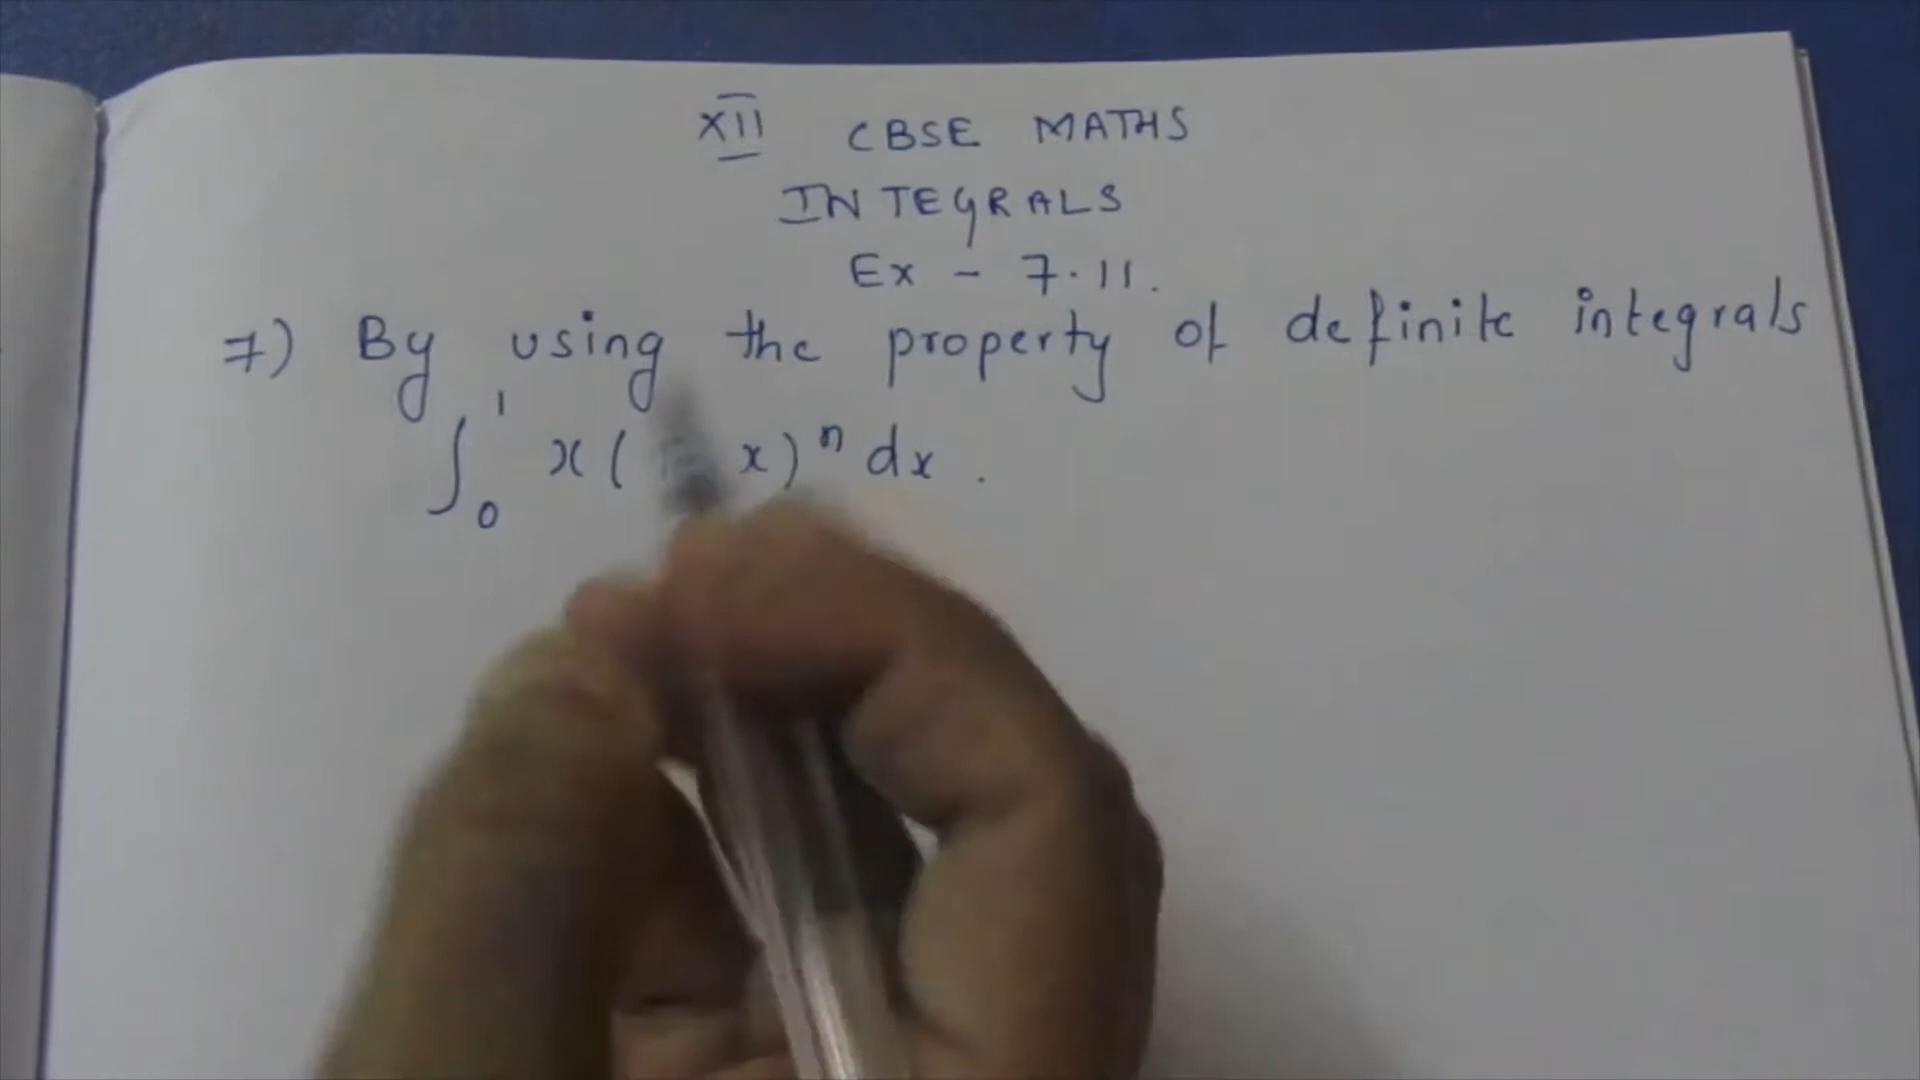 XII CBSE MATHS
INTEGRALS
Ex - 7.11.
7) By using the property of definite integrals
∫₀¹ x( x)ⁿ dx.